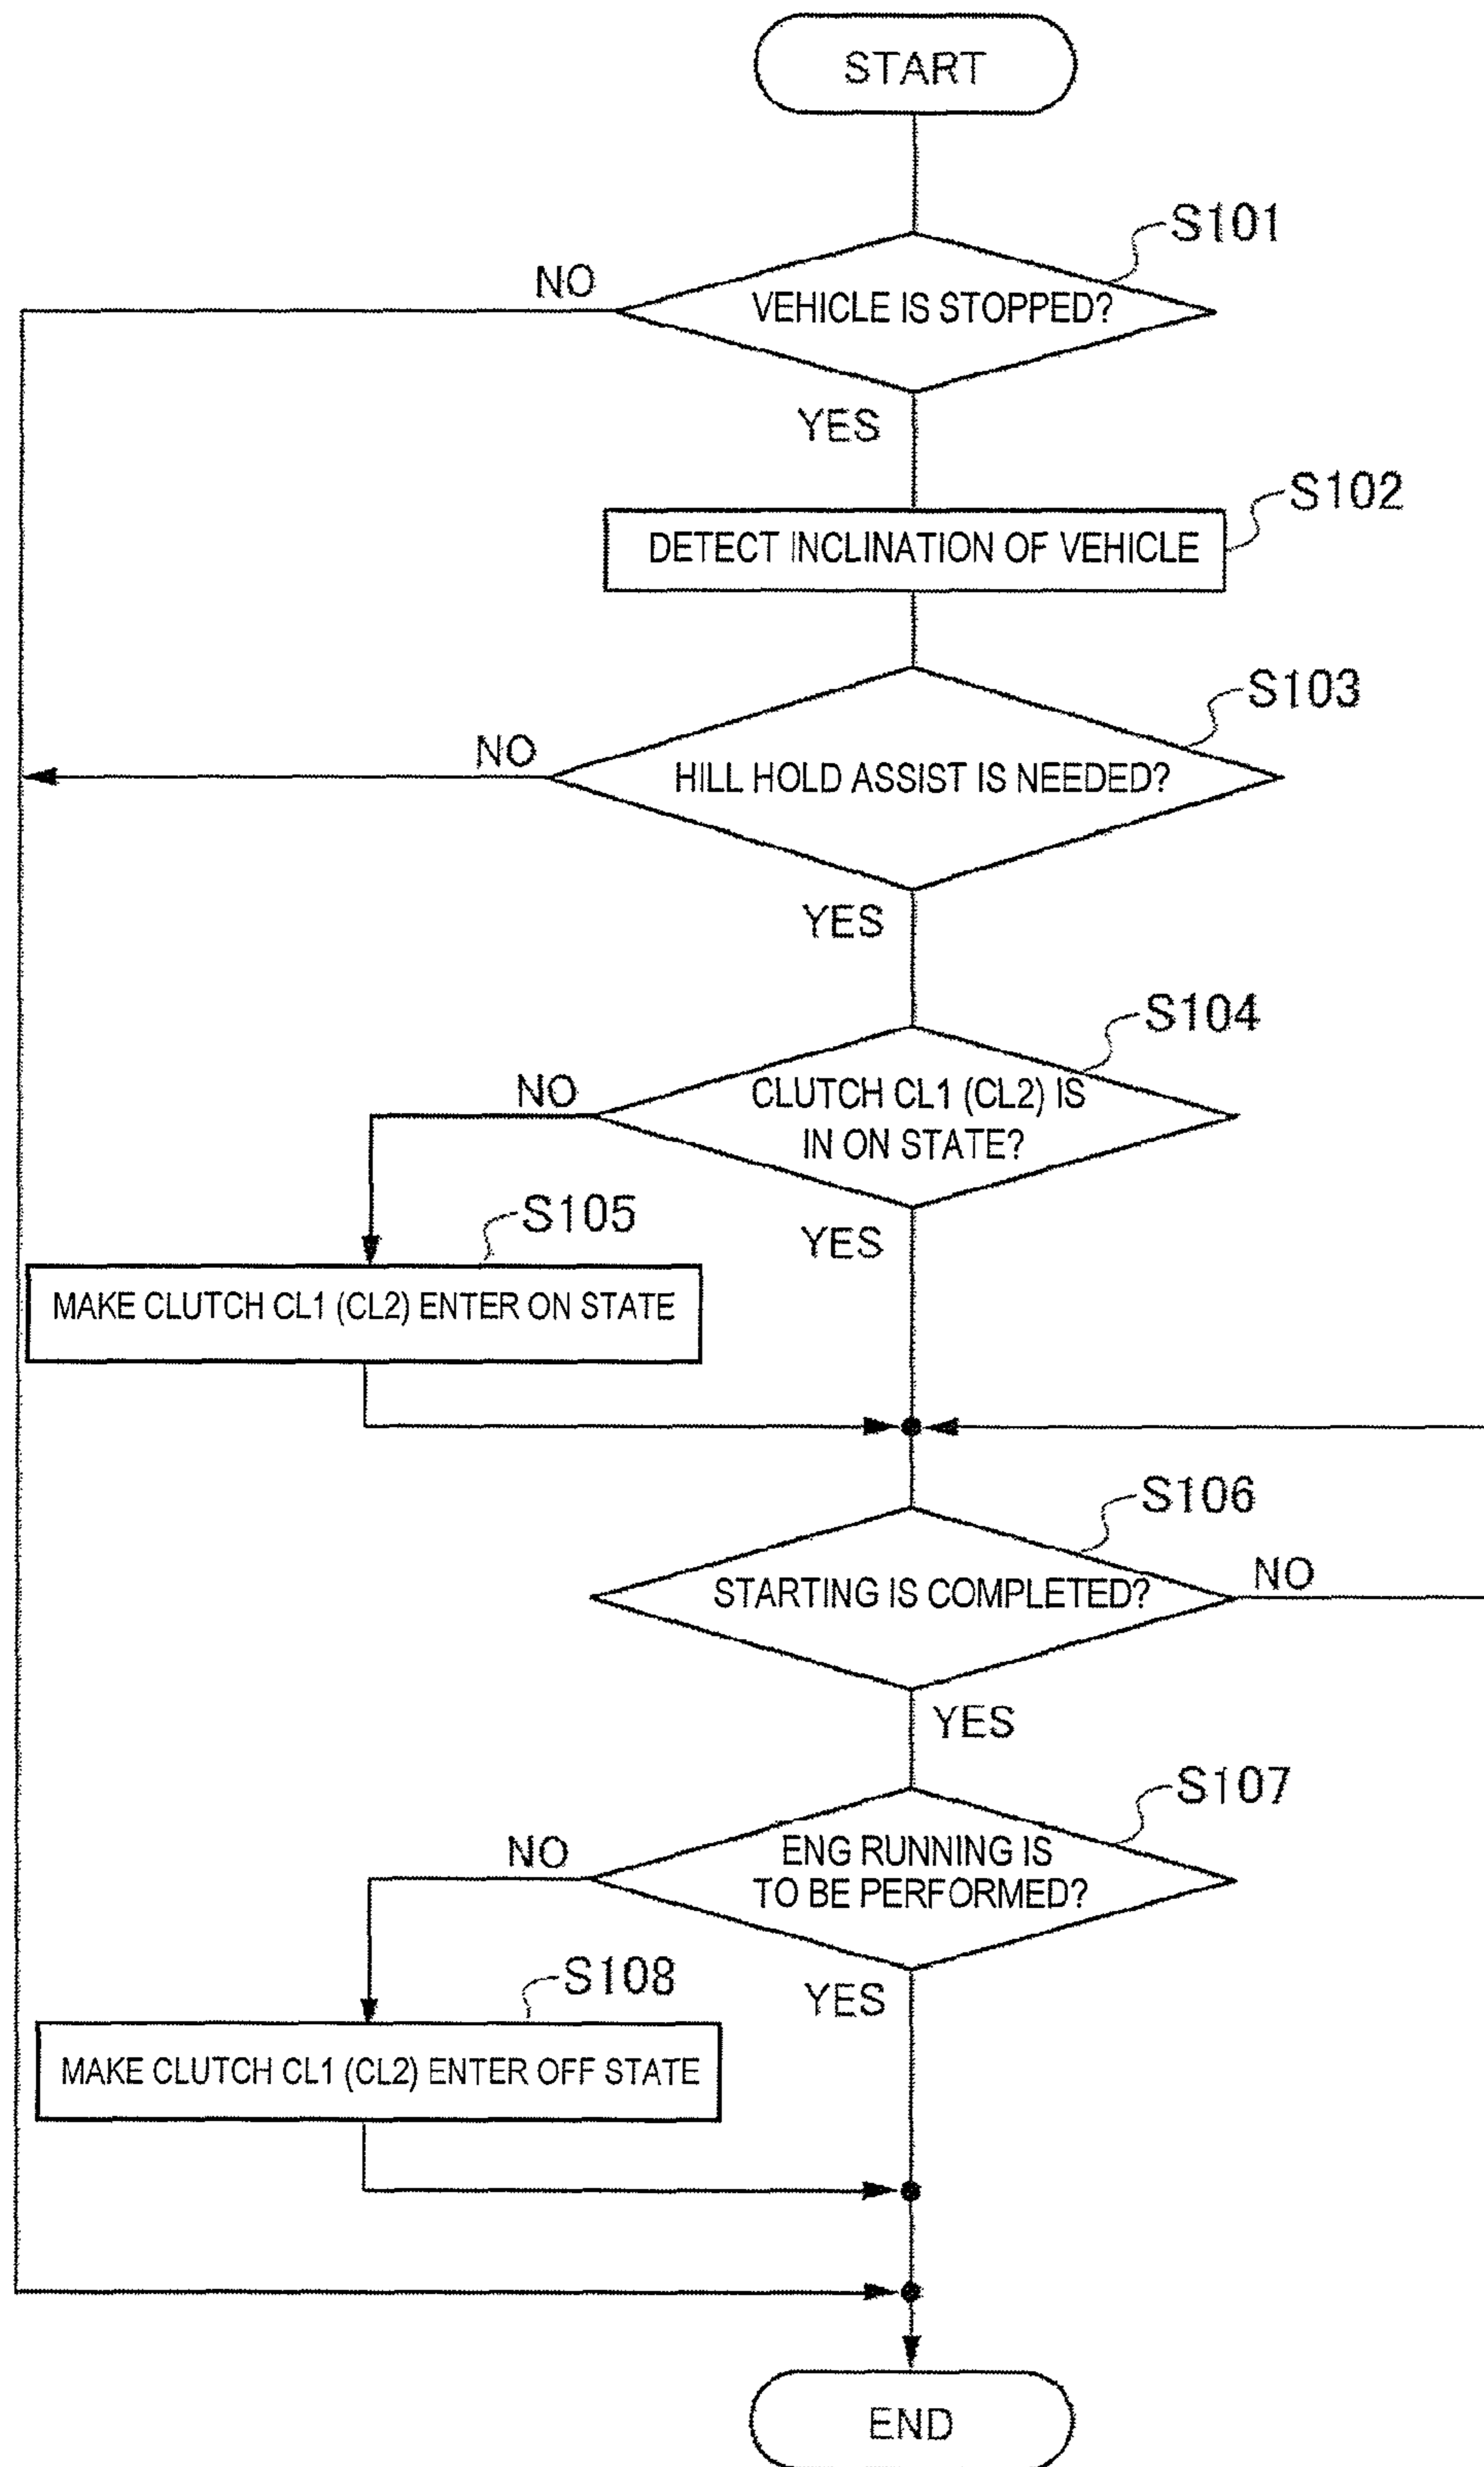 START
S101
NO
VEHICLE IS STOPPED?
YES
S102
DETECT INCLINATION OF VEHICLE
S103
NO
HILL HOLD ASSIST IS NEEDED?
YES
S104
NO
CLUTCH CL1 (CL2) IS
IN ON STATE?
S105
YES
MAKE CLUTCH CL1 (CL2) ENTER ON STATE
S106
STARTING IS COMPLETED?
NO
YES
S107
NO
ENG RUNNING IS
TO BE PERFORMED?
S108
YES
MAKE CLUTCH CL1 (CL2) ENTER OFF STATE
END